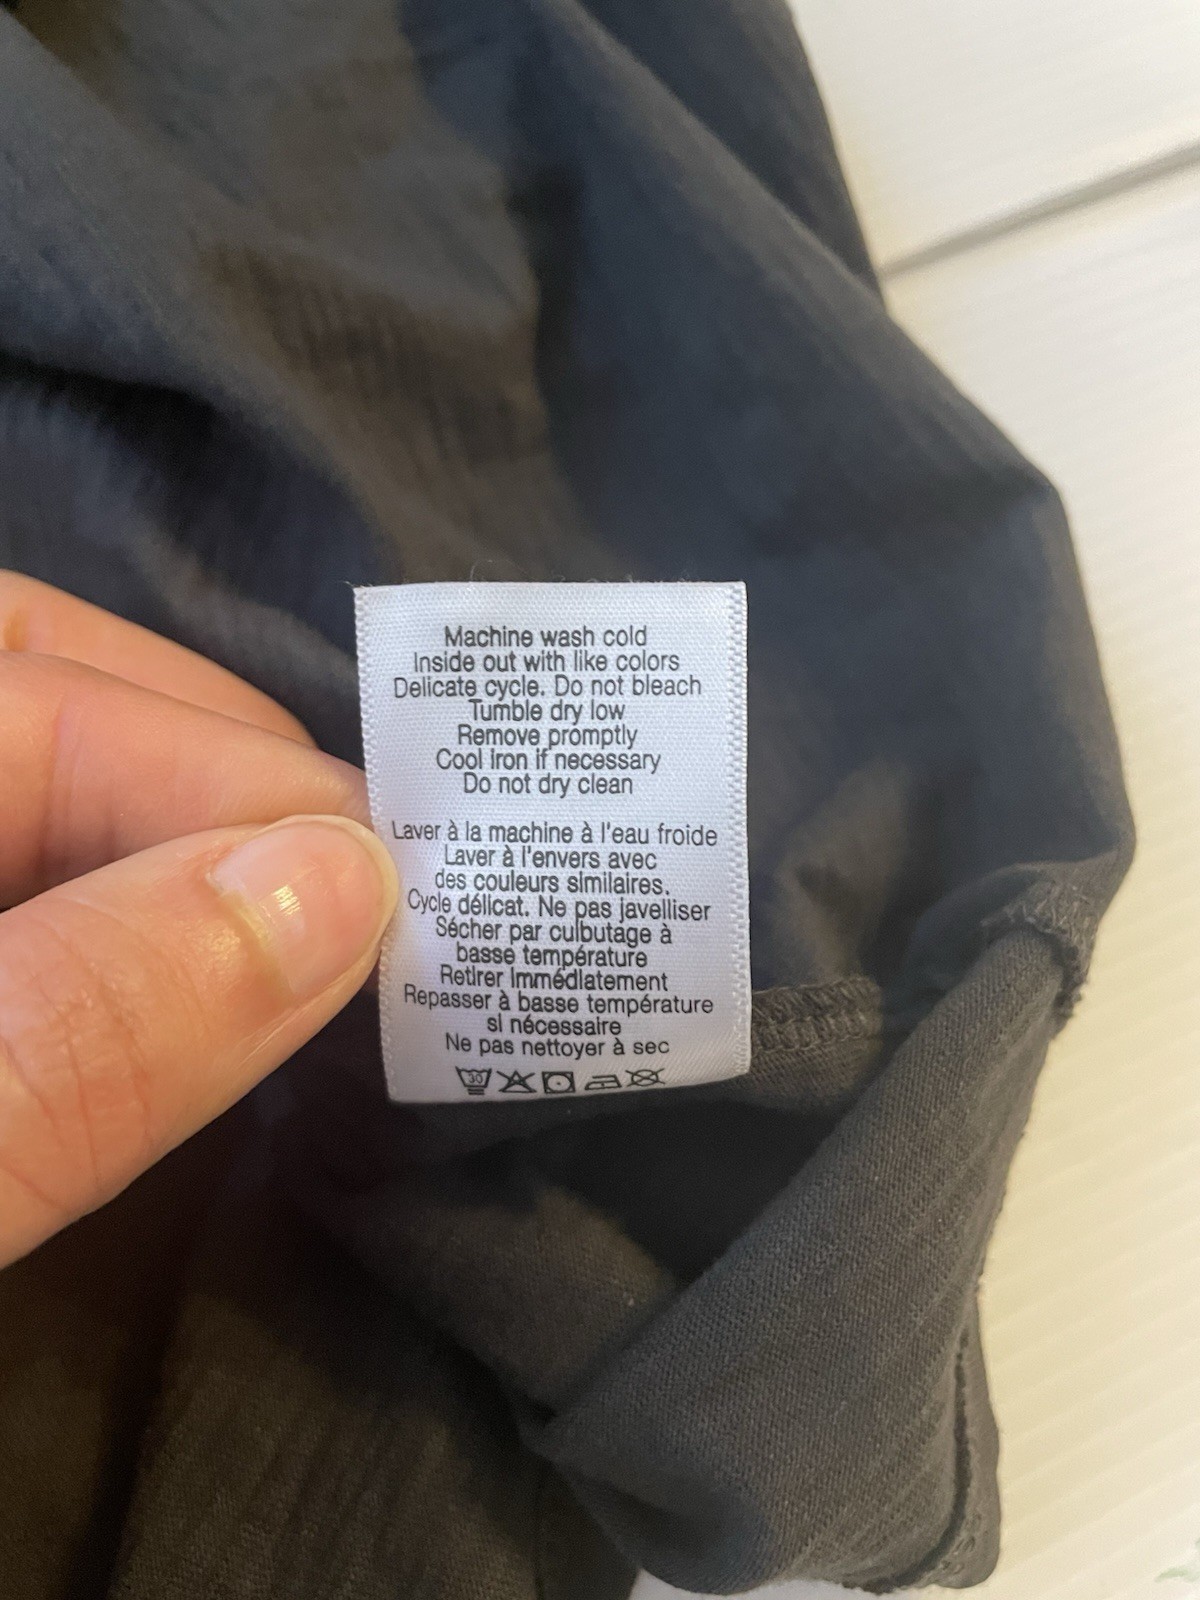 Machine wash cold
Inside out with like colors
Delicate cycle. Do not bleach
Tumble dry low
Remove promptly
Cool Iron if necessary
Do not dry clean
Laver à la machine à l'eau froide
Laver à l'envers avec
des couleurs similaires.
Cycle délicat. Ne pas javelliser
Sécher par culbutage à
basse température
Retirer Immédiatement
Repasser à basse température
si nécessaire
Ne pas nettoyer à sec
30